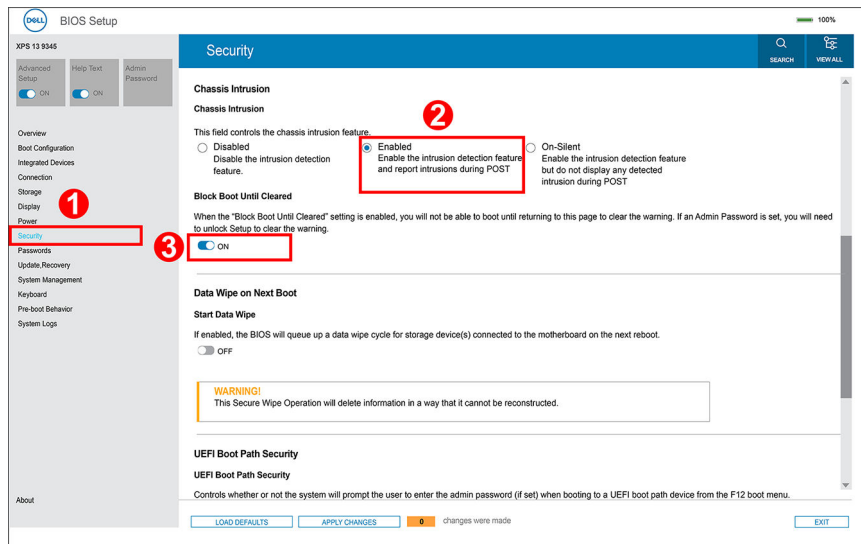 DELL BIOS Setup
100%
XPS 13 9345
Advanced Setup
ON
Help Text
ON
Admin Password
Security
SEARCH
VIEW ALL
Overview
Boot Configuration
Integrated Devices
Connection
Storage
Display
Power
Security
Passwords
Update,Recovery
System Management
Keyboard
Pre-boot Behavior
System Logs
About
1
Chassis Intrusion
Chassis Intrusion
2
This field controls the chassis intrusion feature.
Disabled
Disable the intrusion detection
feature.
Enabled
Enable the intrusion detection feature
and report intrusions during POST
On-Silent
Enable the intrusion detection feature
but do not display any detected
intrusion during POST
Block Boot Until Cleared
When the "Block Boot Until Cleared" setting is enabled, you will not be able to boot until returning to this page to clear the warning. If an Admin Password is set, you will need
to unlock Setup to clear the warning.
3
ON
Data Wipe on Next Boot
Start Data Wipe
If enabled, the BIOS will queue up a data wipe cycle for storage device(s) connected to the motherboard on the next reboot.
OFF
WARNING!
This Secure Wipe Operation will delete information in a way that it cannot be reconstructed.
UEFI Boot Path Security
UEFI Boot Path Security
Controls whether or not the system will prompt the user to enter the admin password (if set) when booting to a UEFI boot path device from the F12 boot menu.
LOAD DEFAULTS
APPLY CHANGES
0 changes were made
EXIT